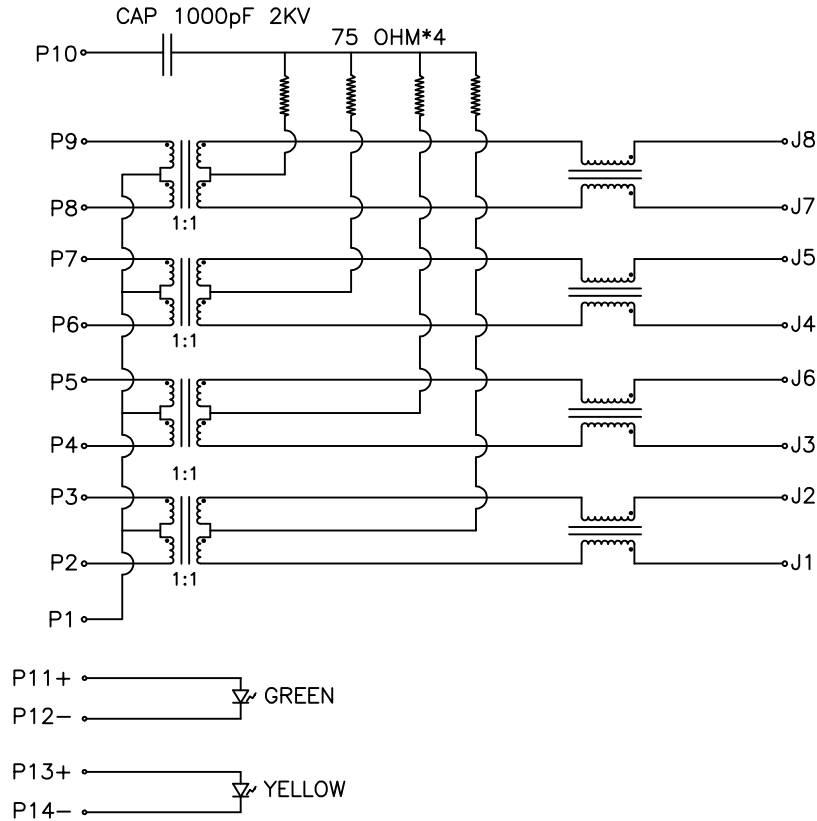 CAP 1000pF 2KV
75 OHM*4
P10
P9
J8
P8
J7
1:1
P7
J5
P6
J4
1:1
P5
J6
P4
J3
1:1
P3
J2
P2
J1
1:1
P1
P11+
GREEN
P12-
P13+
YELLOW
P14-